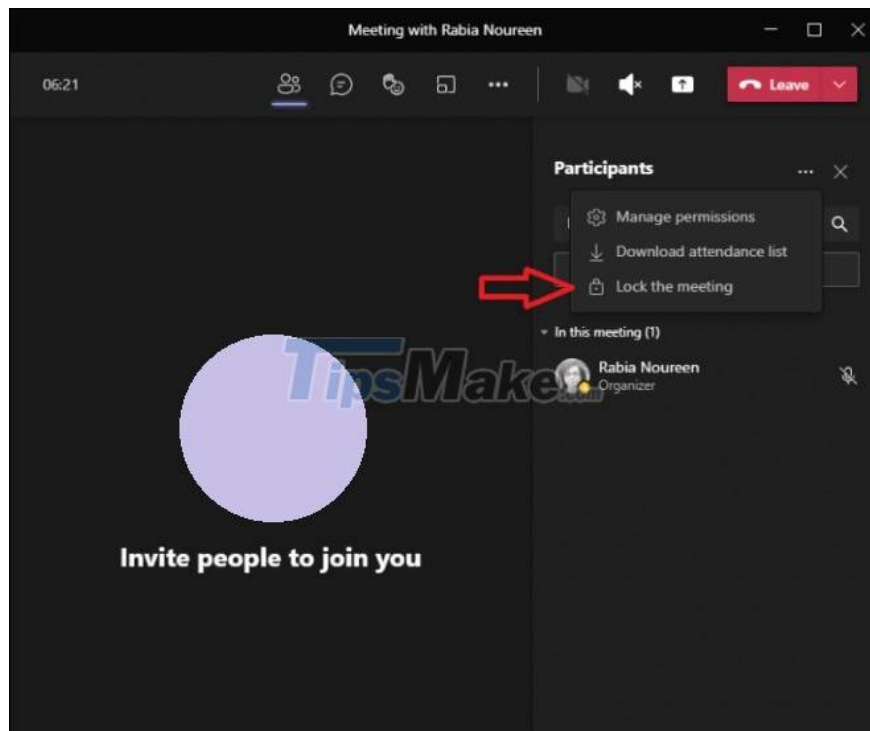 Meeting with Rabia Noureen
06:21
Leave
Participants
Manage permissions
Download attendance list
Lock the meeting
In this meeting (1)
Rabia Noureen
Organizer
TipsMake.com
Invite people to join you